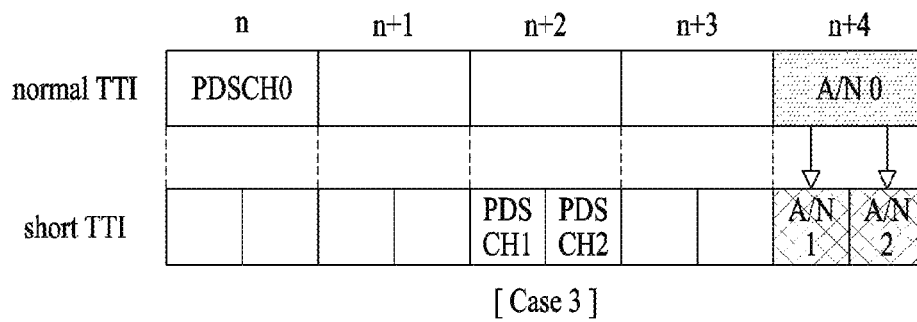 n n+1 n+2 n+3 n+4
normal TTI PDSCH0 A/N 0
short TTI PDS CH1 PDS CH2 A/N 1 A/N 2
[ Case 3 ]